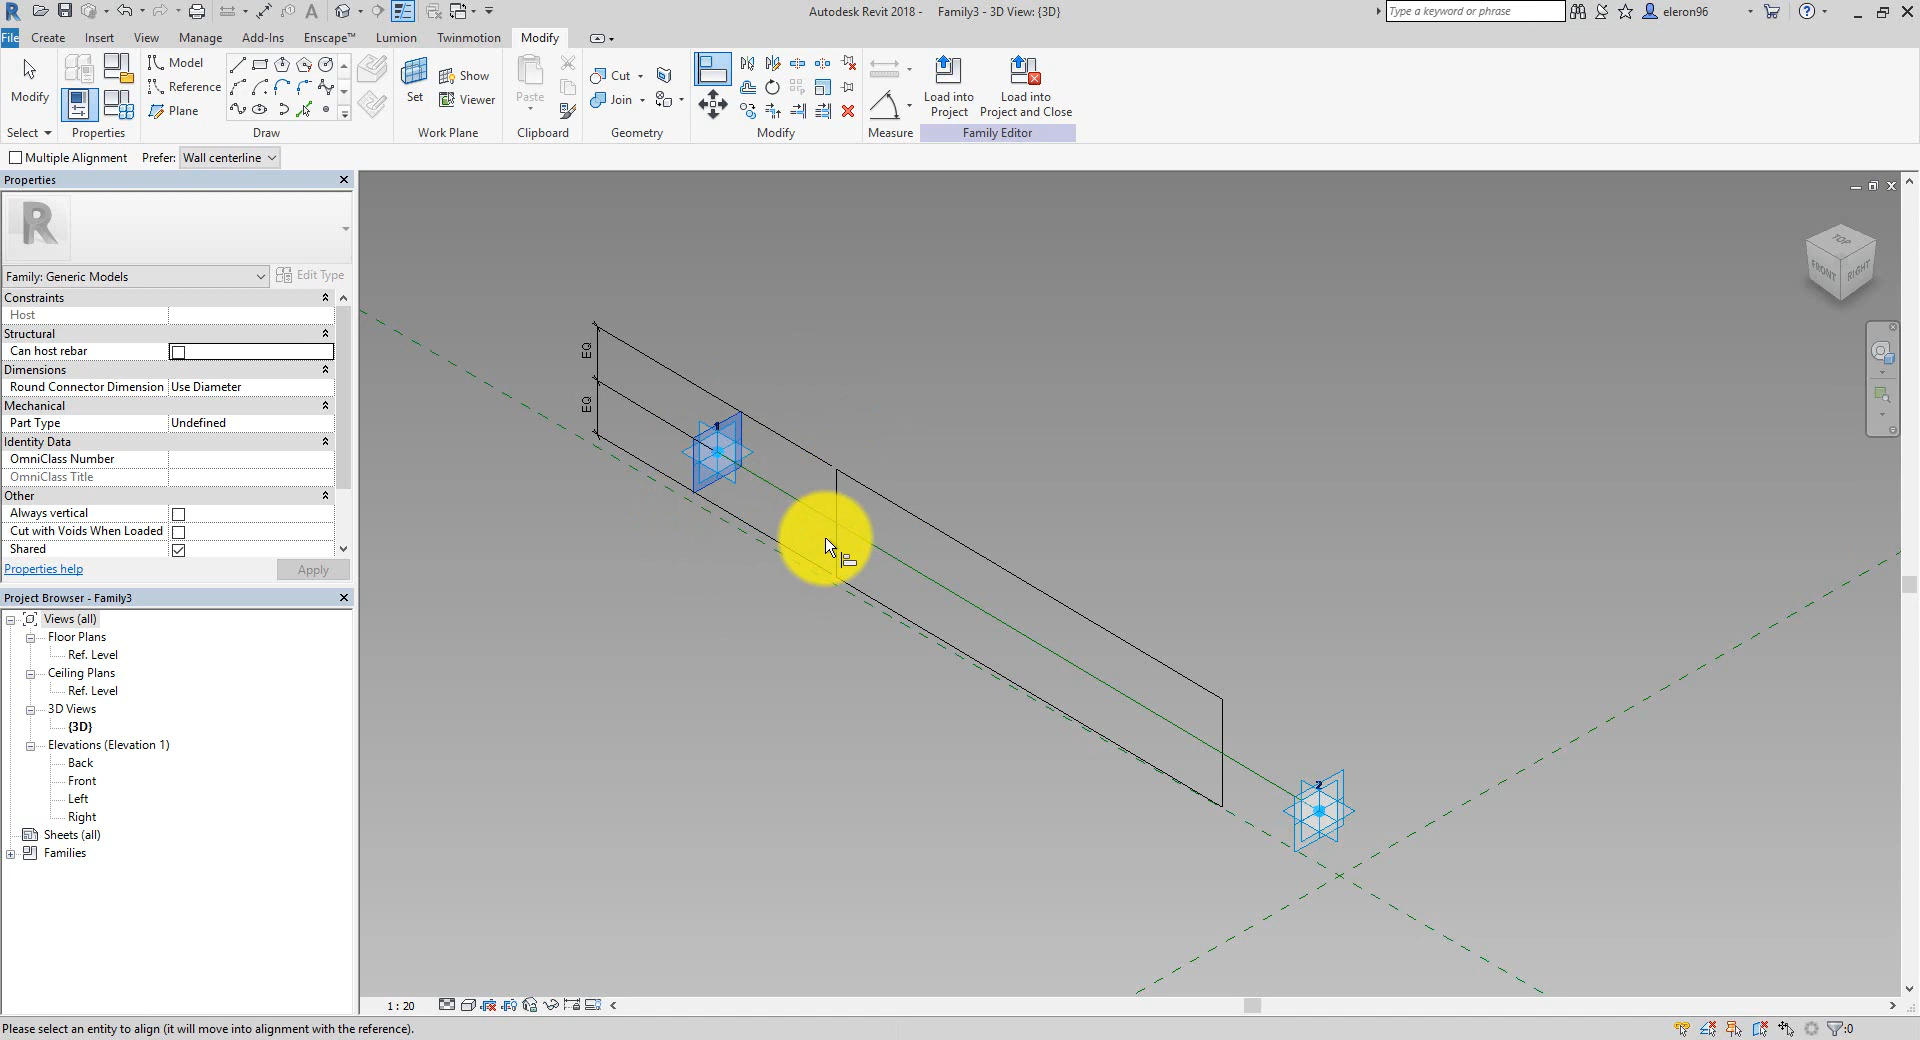 Autodesk Revit 2018 - Family3 - 3D View: {3D}
Type a keyword or phrase
eleron96
File Create Insert View Manage Add-Ins Enscape™ Lumion Twinmotion Modify
Modify
Select
Properties
Model
Reference
Plane
Draw
Set
Show
Viewer
Work Plane
Paste
Clipboard
Cut
Join
Geometry
Modify
Measure
Load into
Project
Load into
Project and Close
Family Editor
Multiple Alignment Prefer: Wall centerline
Properties
R
Family: Generic Models Edit Type
Constraints
Host
Structural
Can host rebar
Dimensions
Round Connector Dimension Use Diameter
Mechanical
Part Type Undefined
Identity Data
OmniClass Number
OmniClass Title
Other
Always vertical
Cut with Voids When Loaded
Shared
Properties help Apply
Project Browser - Family3
Views (all)
Floor Plans
Ref. Level
Ceiling Plans
Ref. Level
3D Views
{3D}
Elevations (Elevation 1)
Back
Front
Left
Right
Sheets (all)
Families
EQ
EQ
1
2
TOP
FRONT RIGHT
1 : 20
Please select an entity to align (it will move into alignment with the reference).
:0